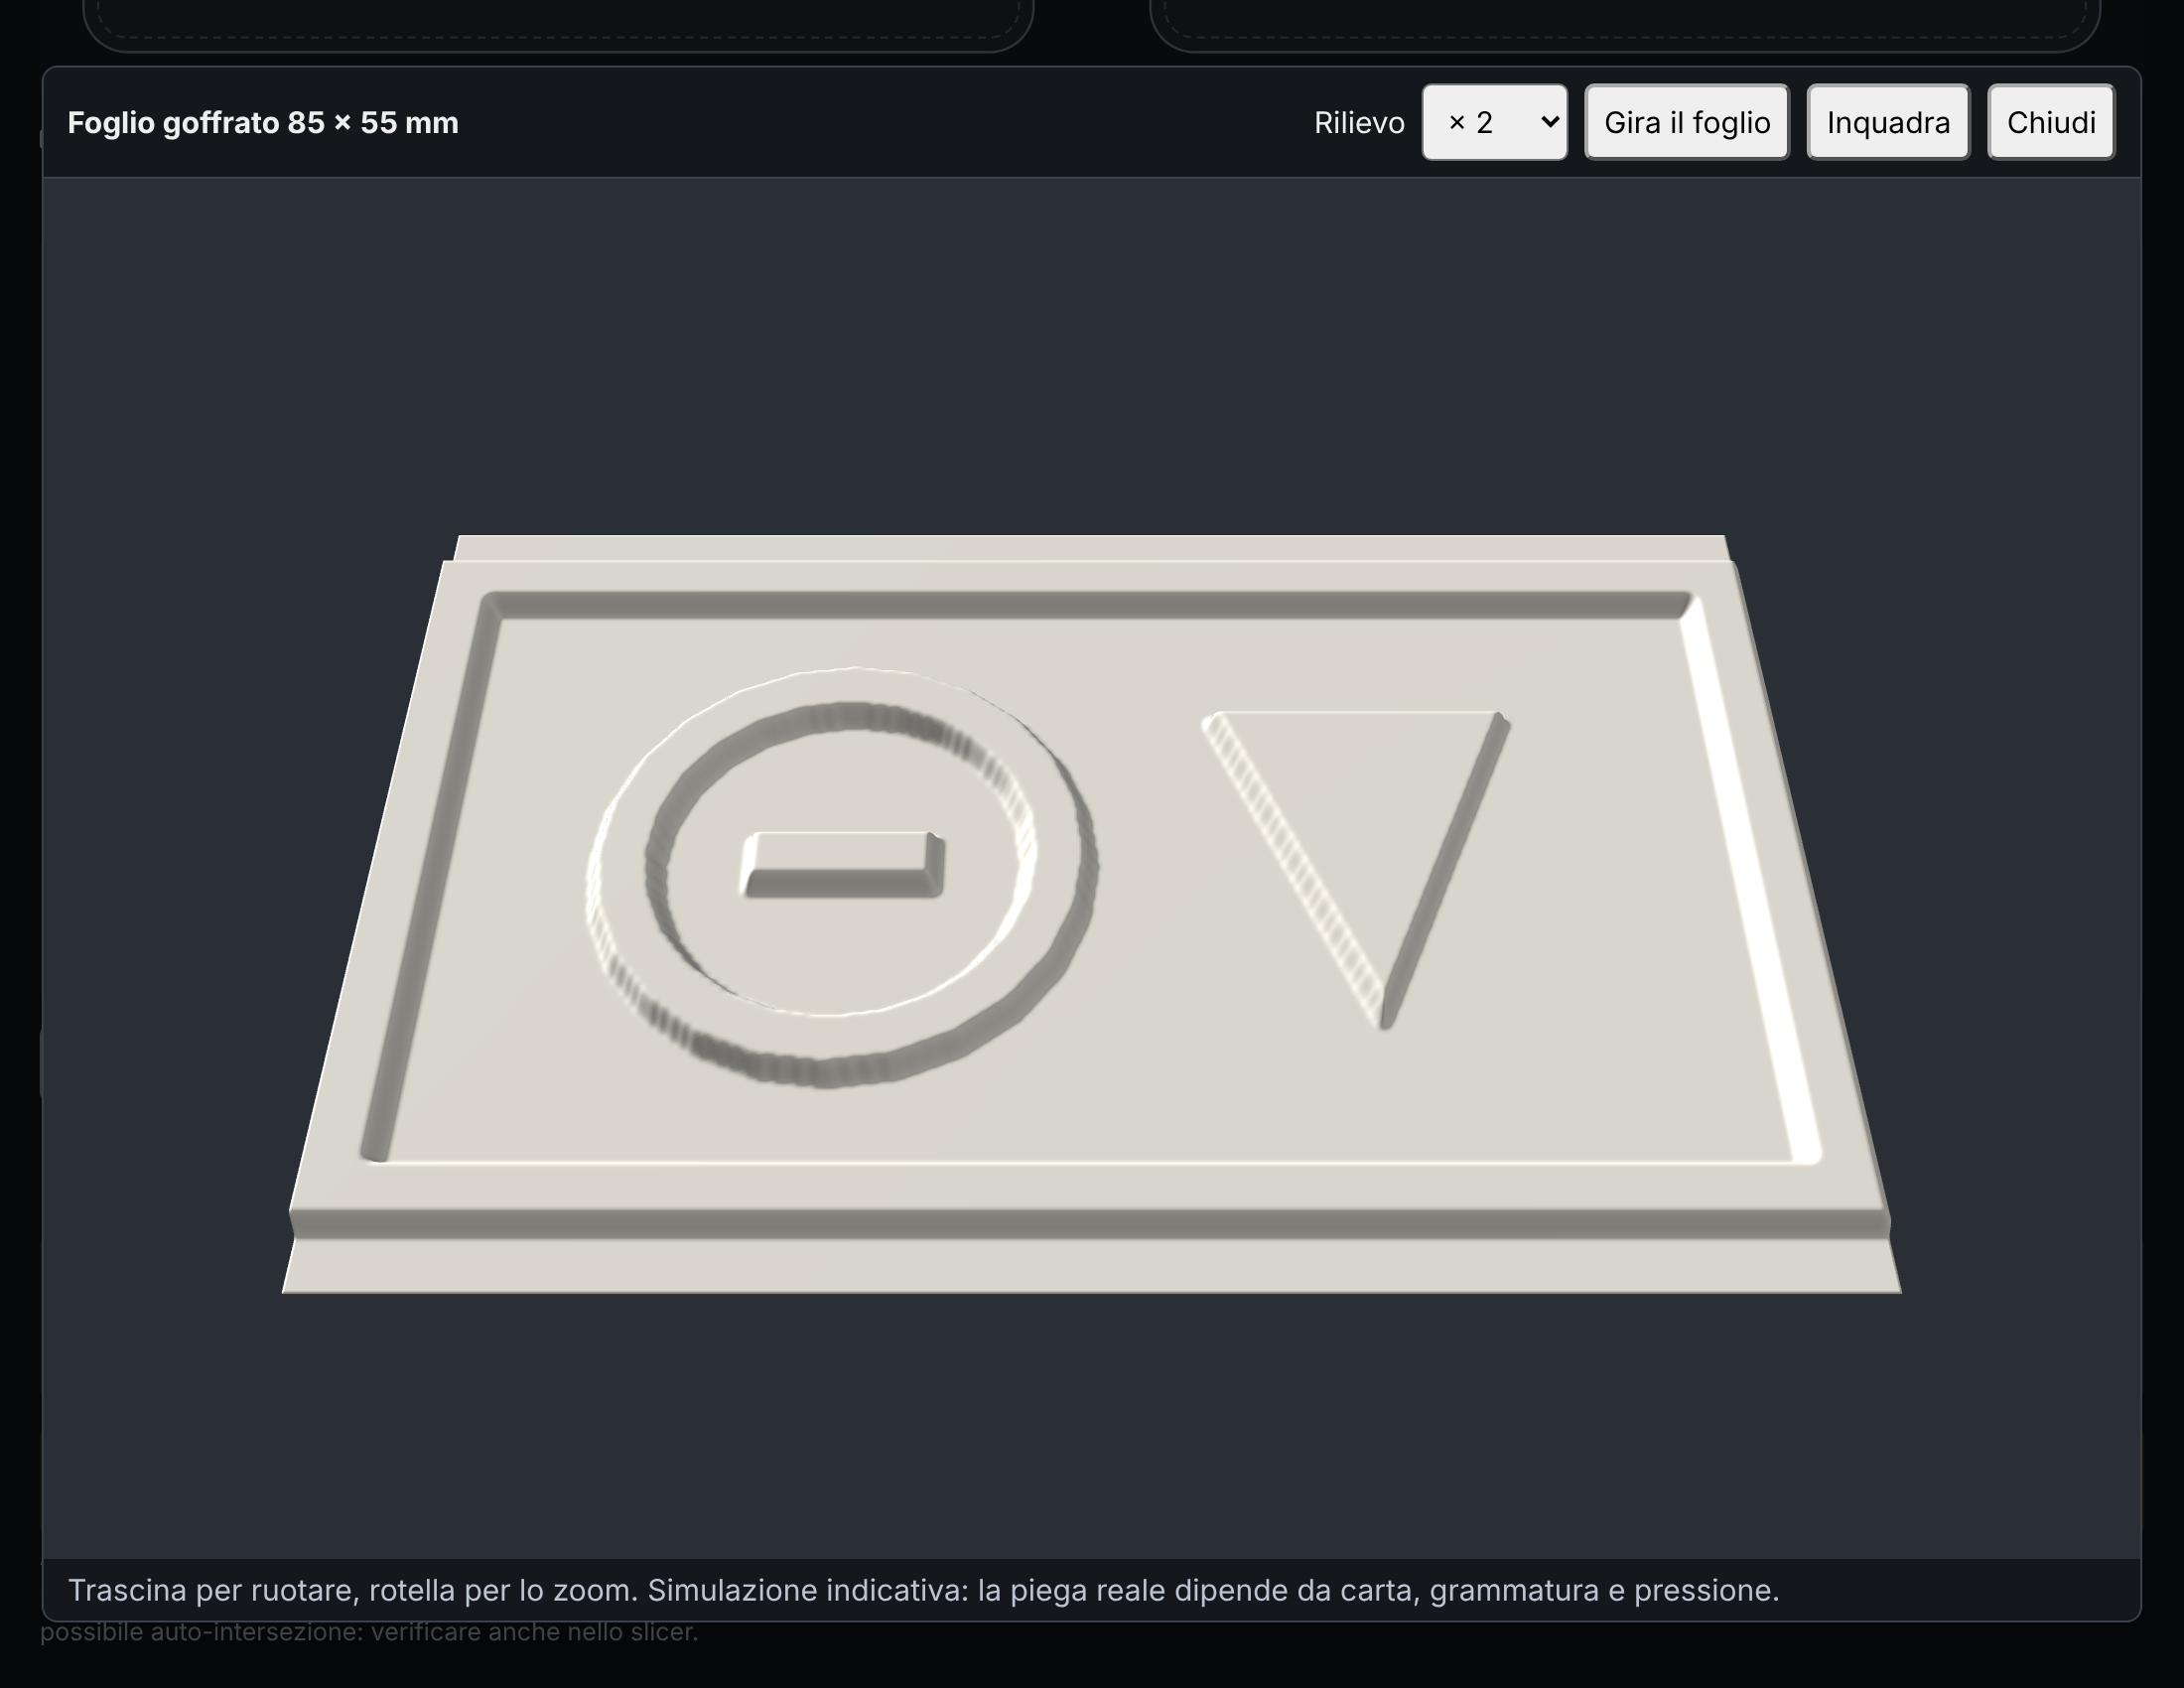 Foglio goffrato 85 × 55 mm
Rilievo × 2 Gira il foglio Inquadra Chiudi
Trascina per ruotare, rotella per lo zoom. Simulazione indicativa: la piega reale dipende da carta, grammatura e pressione.
possibile auto-intersezione: verificare anche nello slicer.